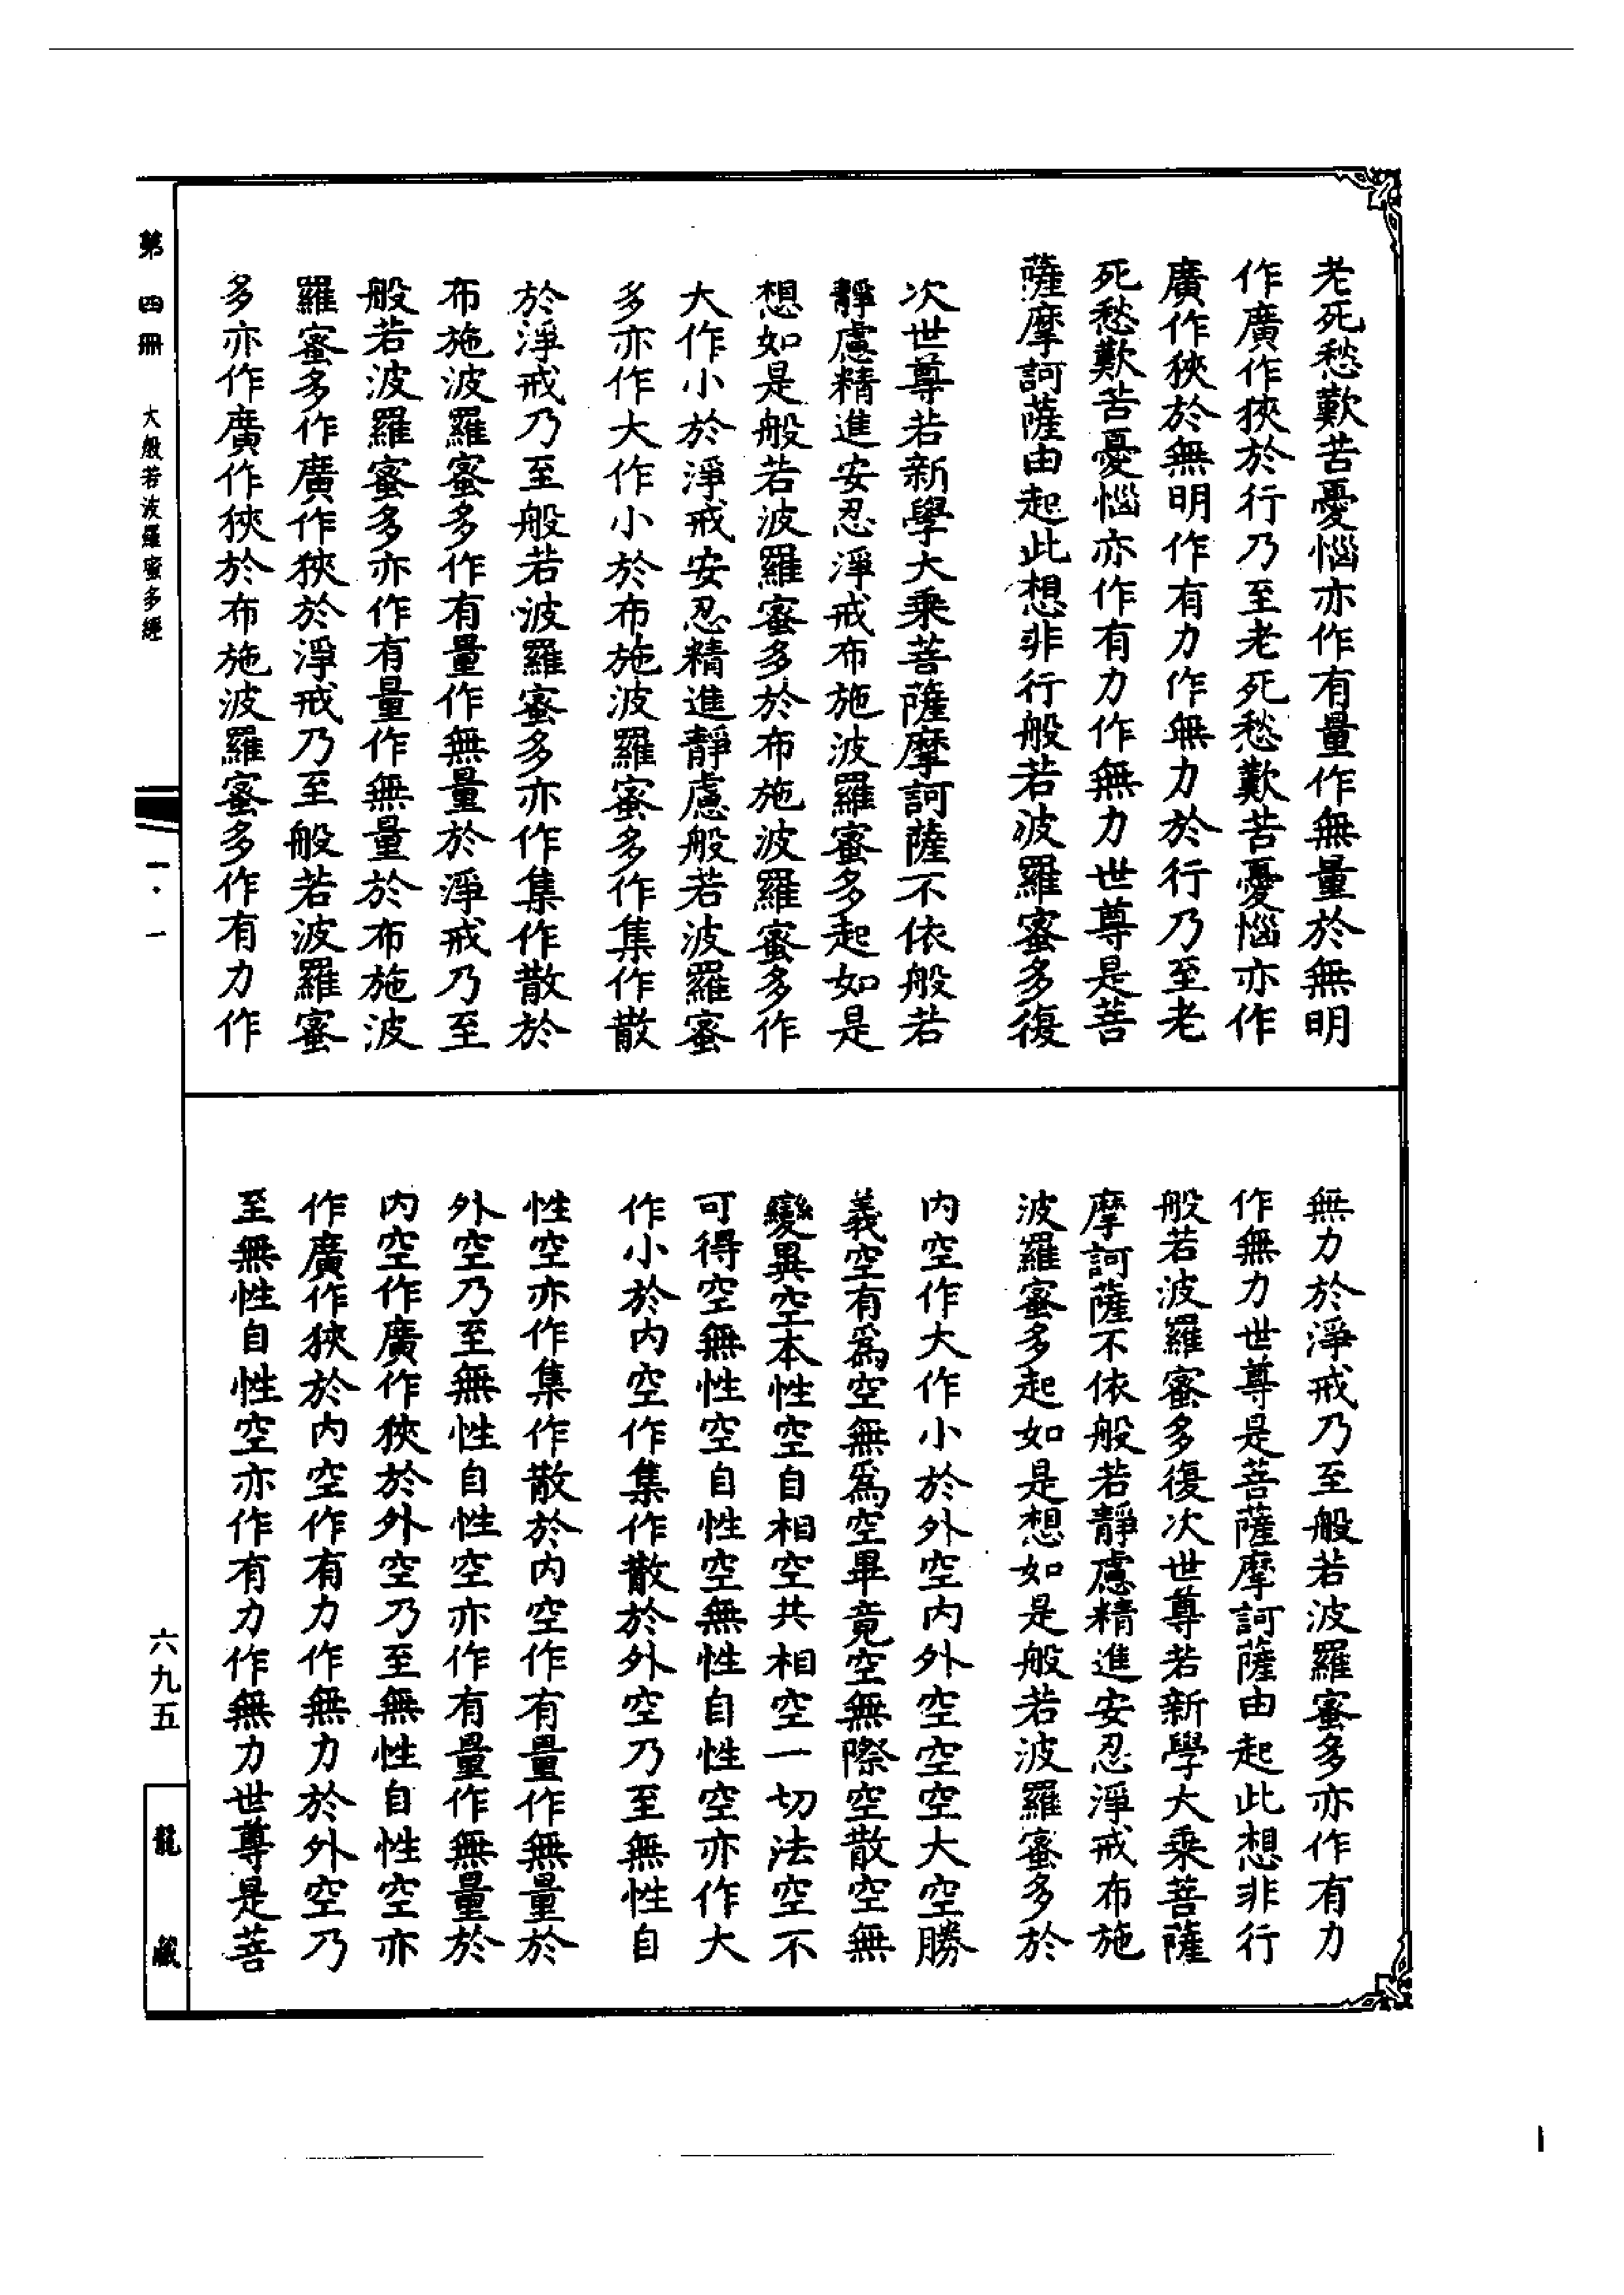 老死愁歎苦憂惱亦作有量作無量於無明
作廣作狹於行乃至老死愁歎苦憂惱亦作
廣作狹於無明作有力作無力於行乃至老
死愁歎苦憂惱亦作有力作無力世尊是菩
薩摩訶薩由起此想非行般若波羅蜜多復
次世尊若新學大乘菩薩摩訶薩不依般若
靜慮精進安忍淨戒布施波羅蜜多起如是
想如是般若波羅蜜多於布施波羅蜜多作
大作小於淨戒安忍精進靜慮般若波羅蜜
多亦作大作小於布施波羅蜜多作集作散
於淨戒乃至般若波羅蜜多亦作集作散於
布施波羅蜜多作有量作無量於淨戒乃至
般若波羅蜜多亦作有量作無量於布施波
羅蜜多作廣作狹於淨戒乃至般若波羅蜜
多亦作廣作狹於布施波羅蜜多作有力作
無力於淨戒乃至般若波羅蜜多亦作有力
作無力世尊是菩薩摩訶薩由起此想非行
般若波羅蜜多復次世尊若新學大乘菩薩
摩訶薩不依般若靜慮精進安忍淨戒布施
波羅蜜多起如是想如是般若波羅蜜多於
內空作大作小於外空內外空空空大空勝
義空有為空無為空畢竟空無際空散空無
變異空本性空自相空共相空一切法空不
可得空無性空自性空無性自性空亦作大
作小於內空作集作散於外空乃至無性自
性空亦作集作散於內空作有量作無量於
外空乃至無性自性空亦作有量作無量於
內空作廣作狹於外空乃至無性自性空亦
作廣作狹於內空作有力作無力於外空乃
至無性自性空亦作有力作無力世尊是菩
第四冊 大般若波羅蜜多經
一·一
六九五
龍藏